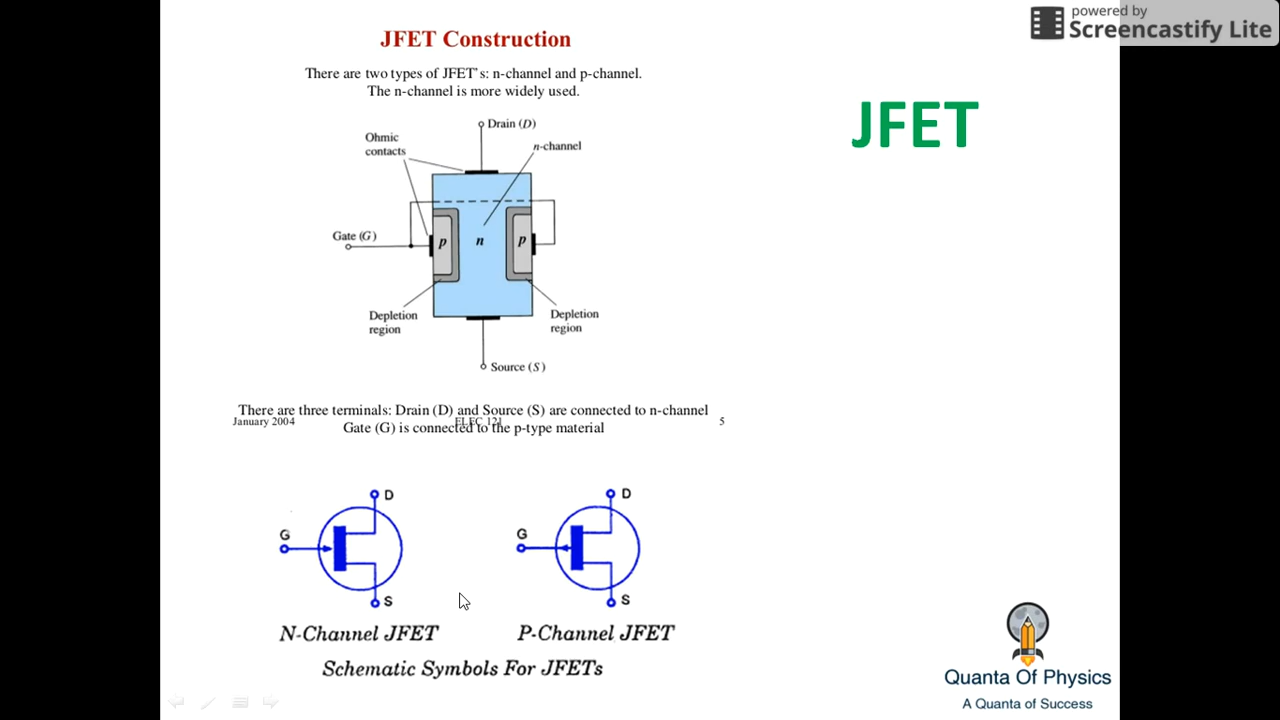 powered by
Screencastify Lite
JFET Construction
There are two types of JFET's: n-channel and p-channel.
The n-channel is more widely used.
JFET
Drain (D)
Ohmic
contacts
n-channel
Gate (G)
p
n
p
Depletion
region
Depletion
region
Source (S)
There are three terminals: Drain (D) and Source (S) are connected to n-channel
January 2004
ELEC 121
5
Gate (G) is connected to the p-type material
D
G
S
D
G
S
N-Channel JFET
P-Channel JFET
Schematic Symbols For JFETs
Quanta Of Physics
A Quanta of Success